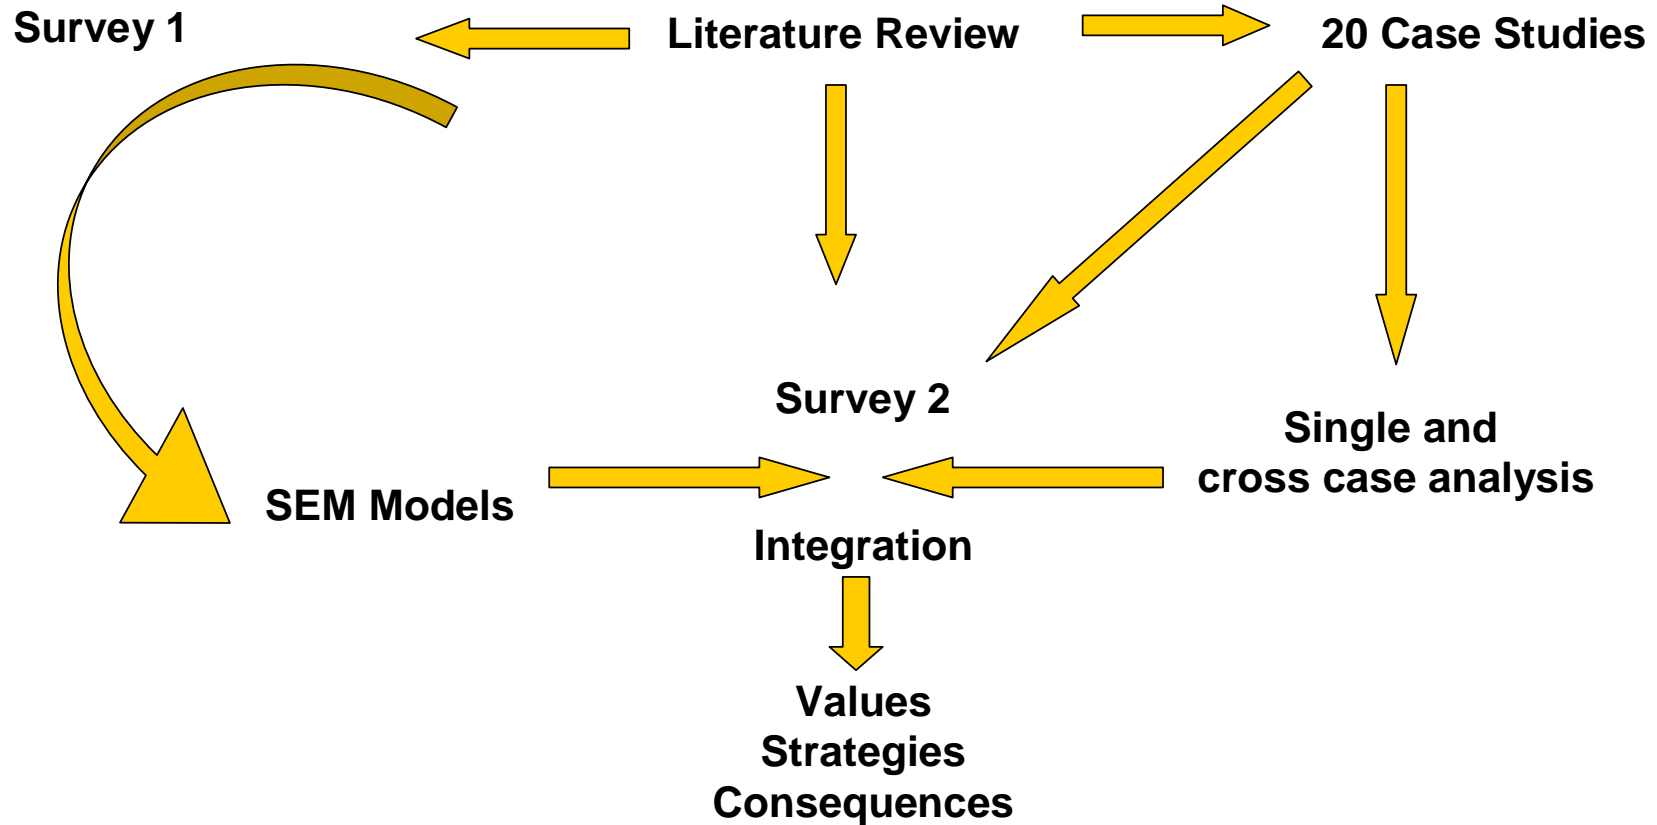 Survey 1
Literature Review
20 Case Studies
Survey 2
Single and
cross case analysis
SEM Models
Integration
Values
Strategies
Consequences